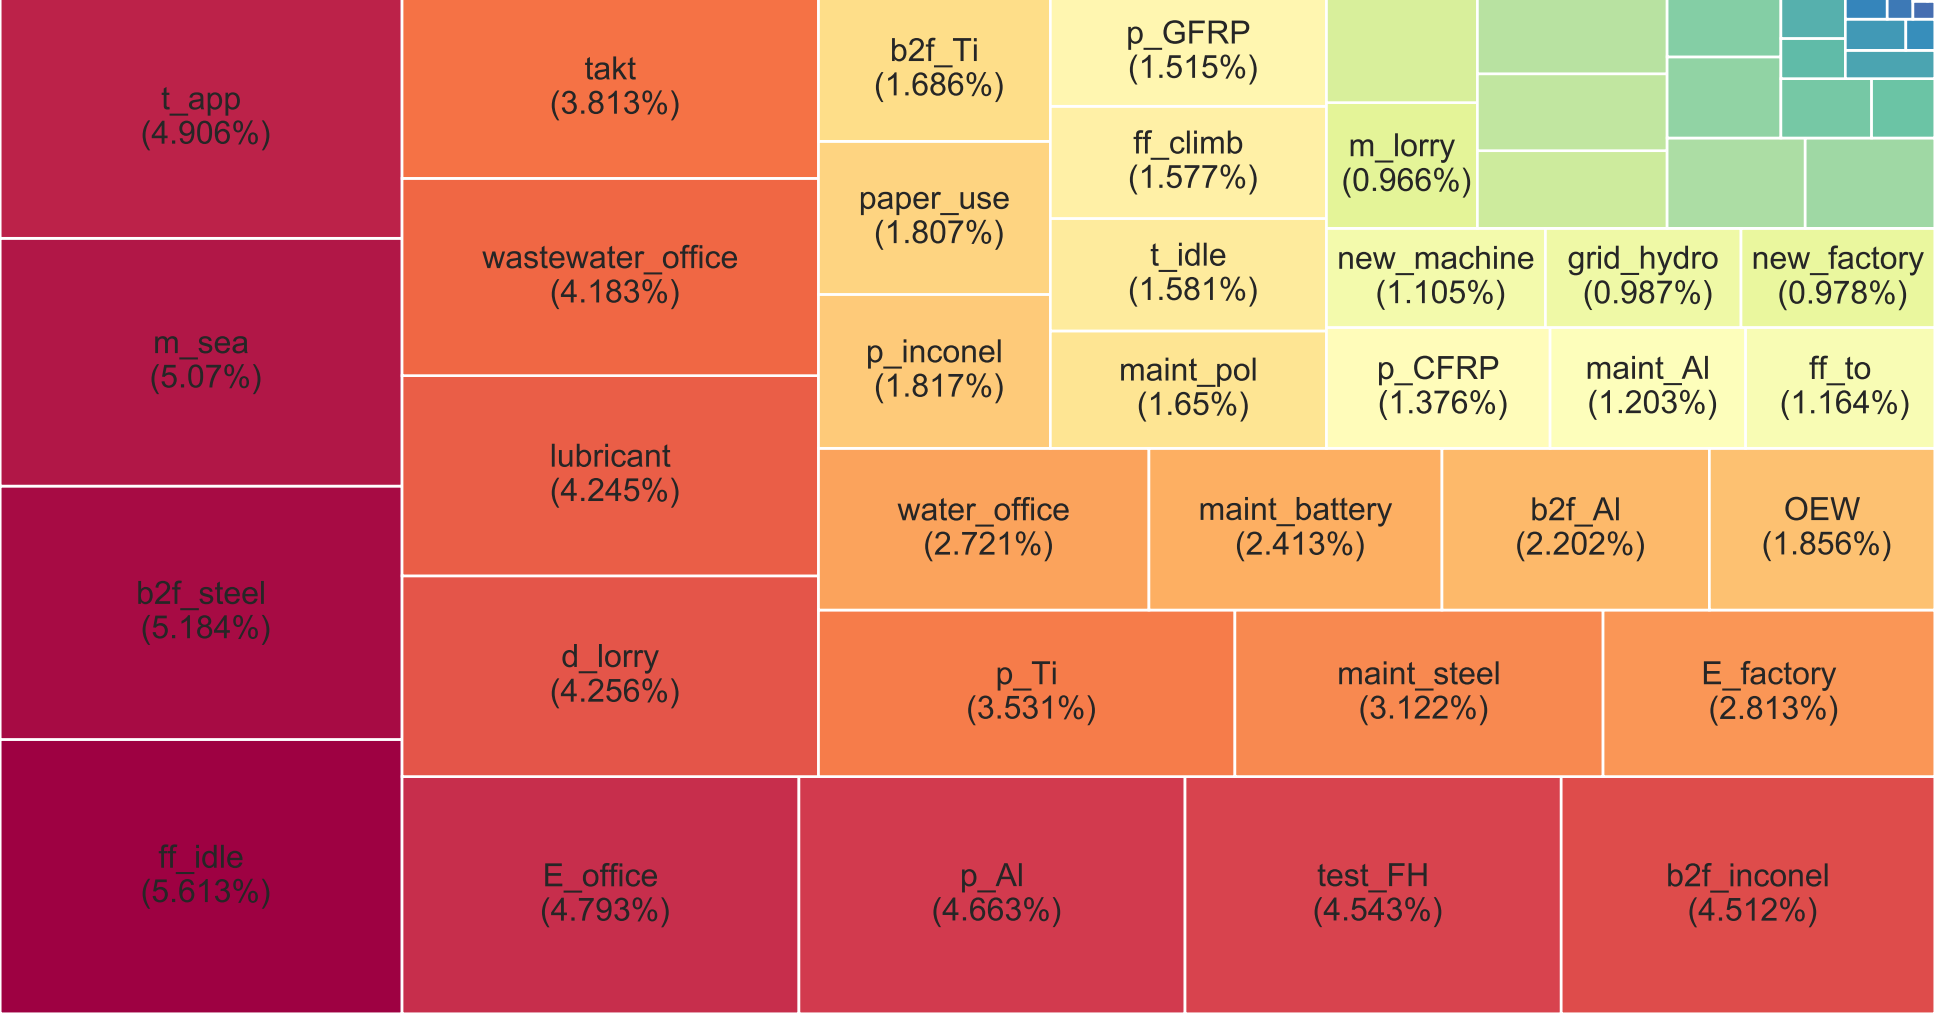 t_app
(4.906%)
m_sea
(5.07%)
b2f_steel
(5.184%)
ff_idle
(5.613%)
takt
(3.813%)
wastewater_office
(4.183%)
lubricant
(4.245%)
d_lorry
(4.256%)
E_office
(4.793%)
p_Al
(4.663%)
test_FH
(4.543%)
b2f_inconel
(4.512%)
b2f_Ti
(1.686%)
paper_use
(1.807%)
p_inconel
(1.817%)
p_GFRP
(1.515%)
ff_climb
(1.577%)
t_idle
(1.581%)
maint_pol
(1.65%)
m_lorry
(0.966%)
new_machine
(1.105%)
grid_hydro
(0.987%)
new_factory
(0.978%)
p_CFRP
(1.376%)
maint_Al
(1.203%)
ff_to
(1.164%)
water_office
(2.721%)
maint_battery
(2.413%)
b2f_Al
(2.202%)
OEW
(1.856%)
p_Ti
(3.531%)
maint_steel
(3.122%)
E_factory
(2.813%)